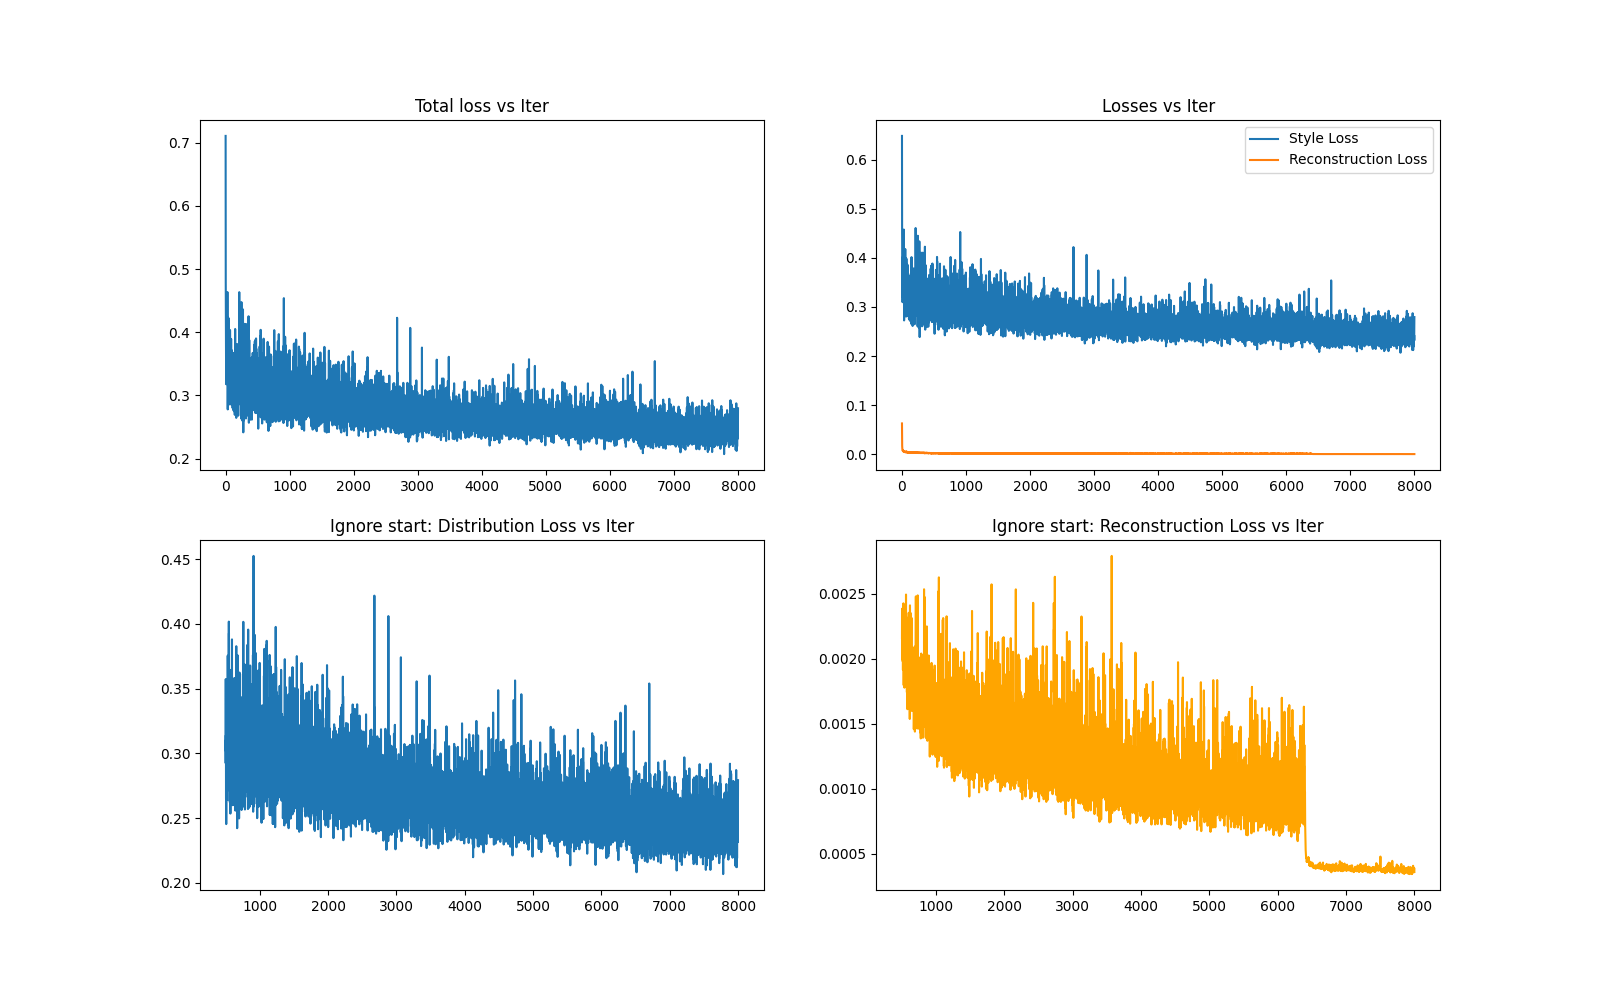 Total loss vs Iter
0.7
0.6
0.5
0.4
0.3
0.2
0 1000 2000 3000 4000 5000 6000 7000 8000
Losses vs Iter
Style Loss
Reconstruction Loss
0.6
0.5
0.4
0.3
0.2
0.1
0.0
0 1000 2000 3000 4000 5000 6000 7000 8000
Ignore start: Distribution Loss vs Iter
0.45
0.40
0.35
0.30
0.25
0.20
1000 2000 3000 4000 5000 6000 7000 8000
Ignore start: Reconstruction Loss vs Iter
0.0025
0.0020
0.0015
0.0010
0.0005
1000 2000 3000 4000 5000 6000 7000 8000